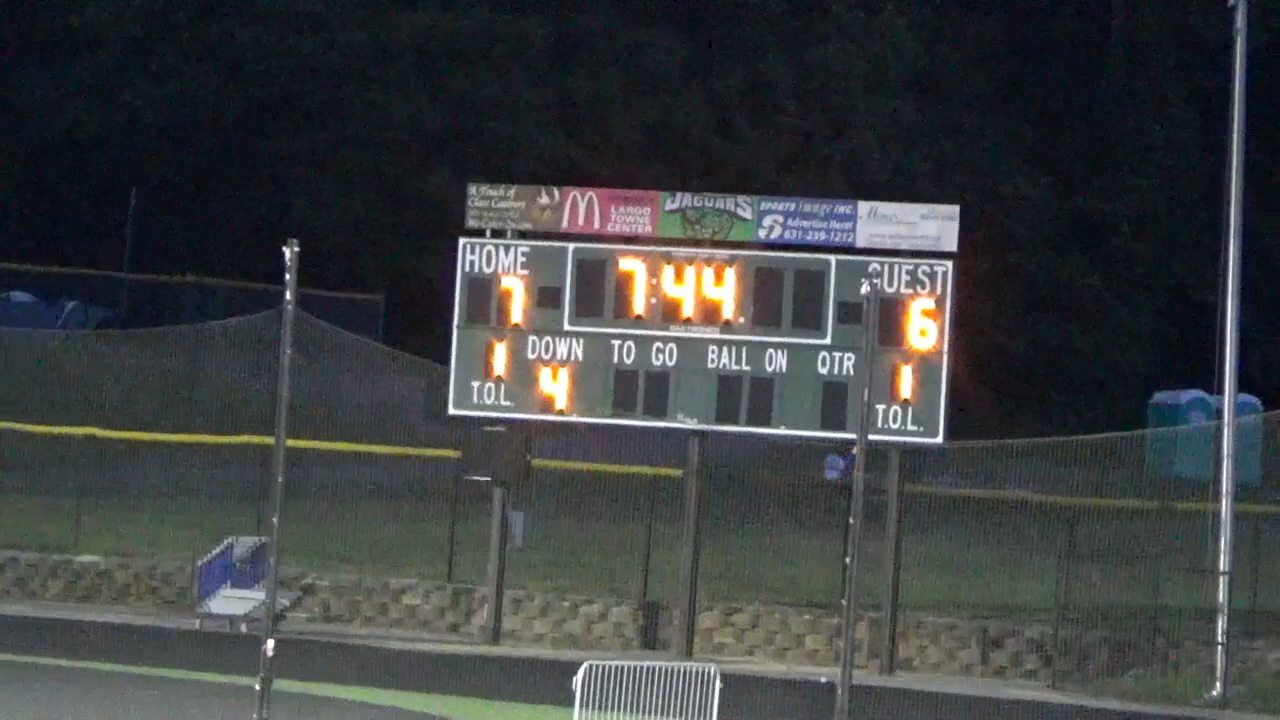 A Touch of
Class Caterers
LARGO
TOWNE
CENTER
JAGUARS
SPORTS Image INC.
Advertise Here!
631-239-1212
HOME
7
7:44
GUEST
6
1
DOWN
4
TO GO
BALL ON
QTR
1
T.O.L.
T.O.L.